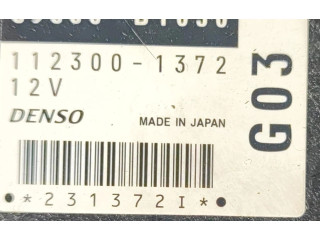 112300-1372
12V
DENSO MADE IN JAPAN
G03
*231372I*